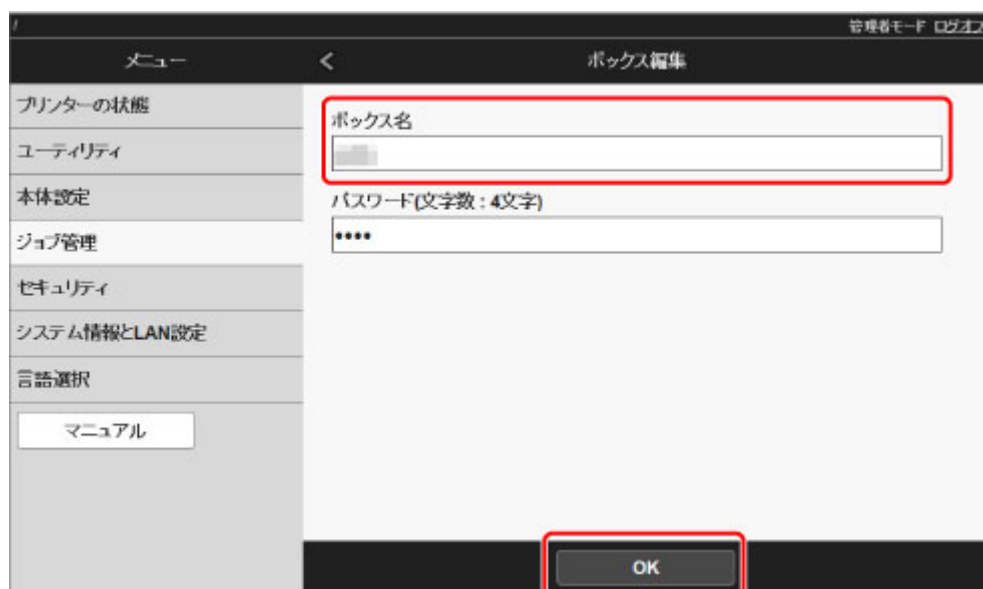 /
管理者モード ログオフ
メニュー
<
ボックス編集
プリンターの状態
ユーティリティ
本体設定
ジョブ管理
セキュリティ
システム情報とLAN設定
言語選択
マニュアル
ボックス名
パスワード(文字数 : 4文字)
••••
OK